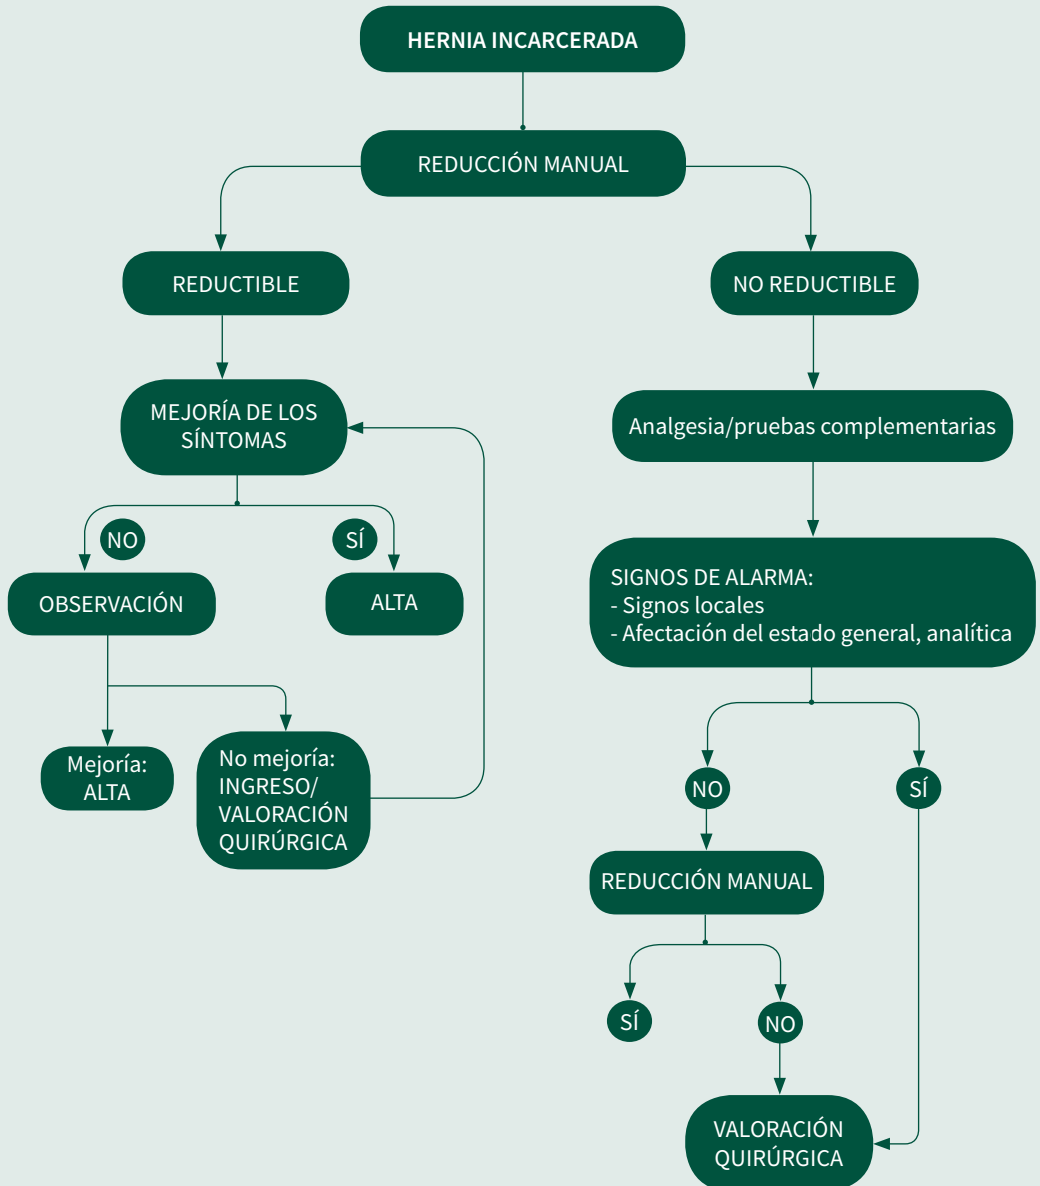 HERNIA INCARCERADA
REDUCCIÓN MANUAL
REDUCTIBLE
NO REDUCTIBLE
MEJORÍA DE LOS
SÍNTOMAS
Analgesia/pruebas complementarias
NO
SÍ
OBSERVACIÓN
ALTA
SIGNOS DE ALARMA:
- Signos locales
- Afectación del estado general, analítica
Mejoría:
ALTA
No mejoría:
INGRESO/
VALORACIÓN
QUIRÚRGICA
NO
SÍ
REDUCCIÓN MANUAL
SÍ
NO
VALORACIÓN
QUIRÚRGICA